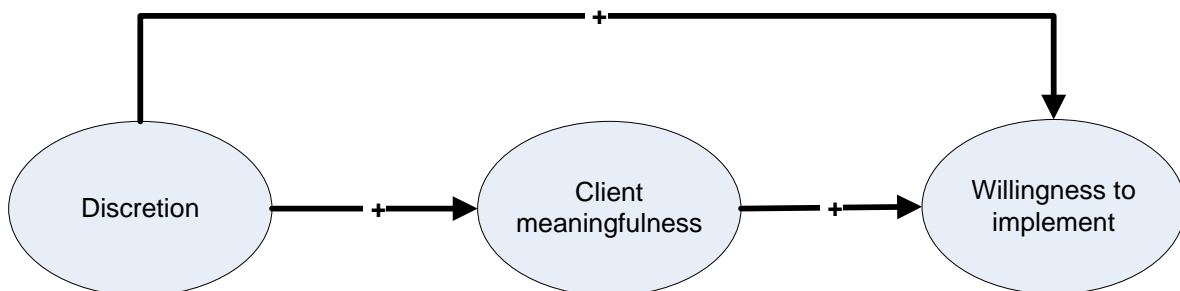 +
Discretion
+
Client
meaningfulness
+
Willingness to
implement